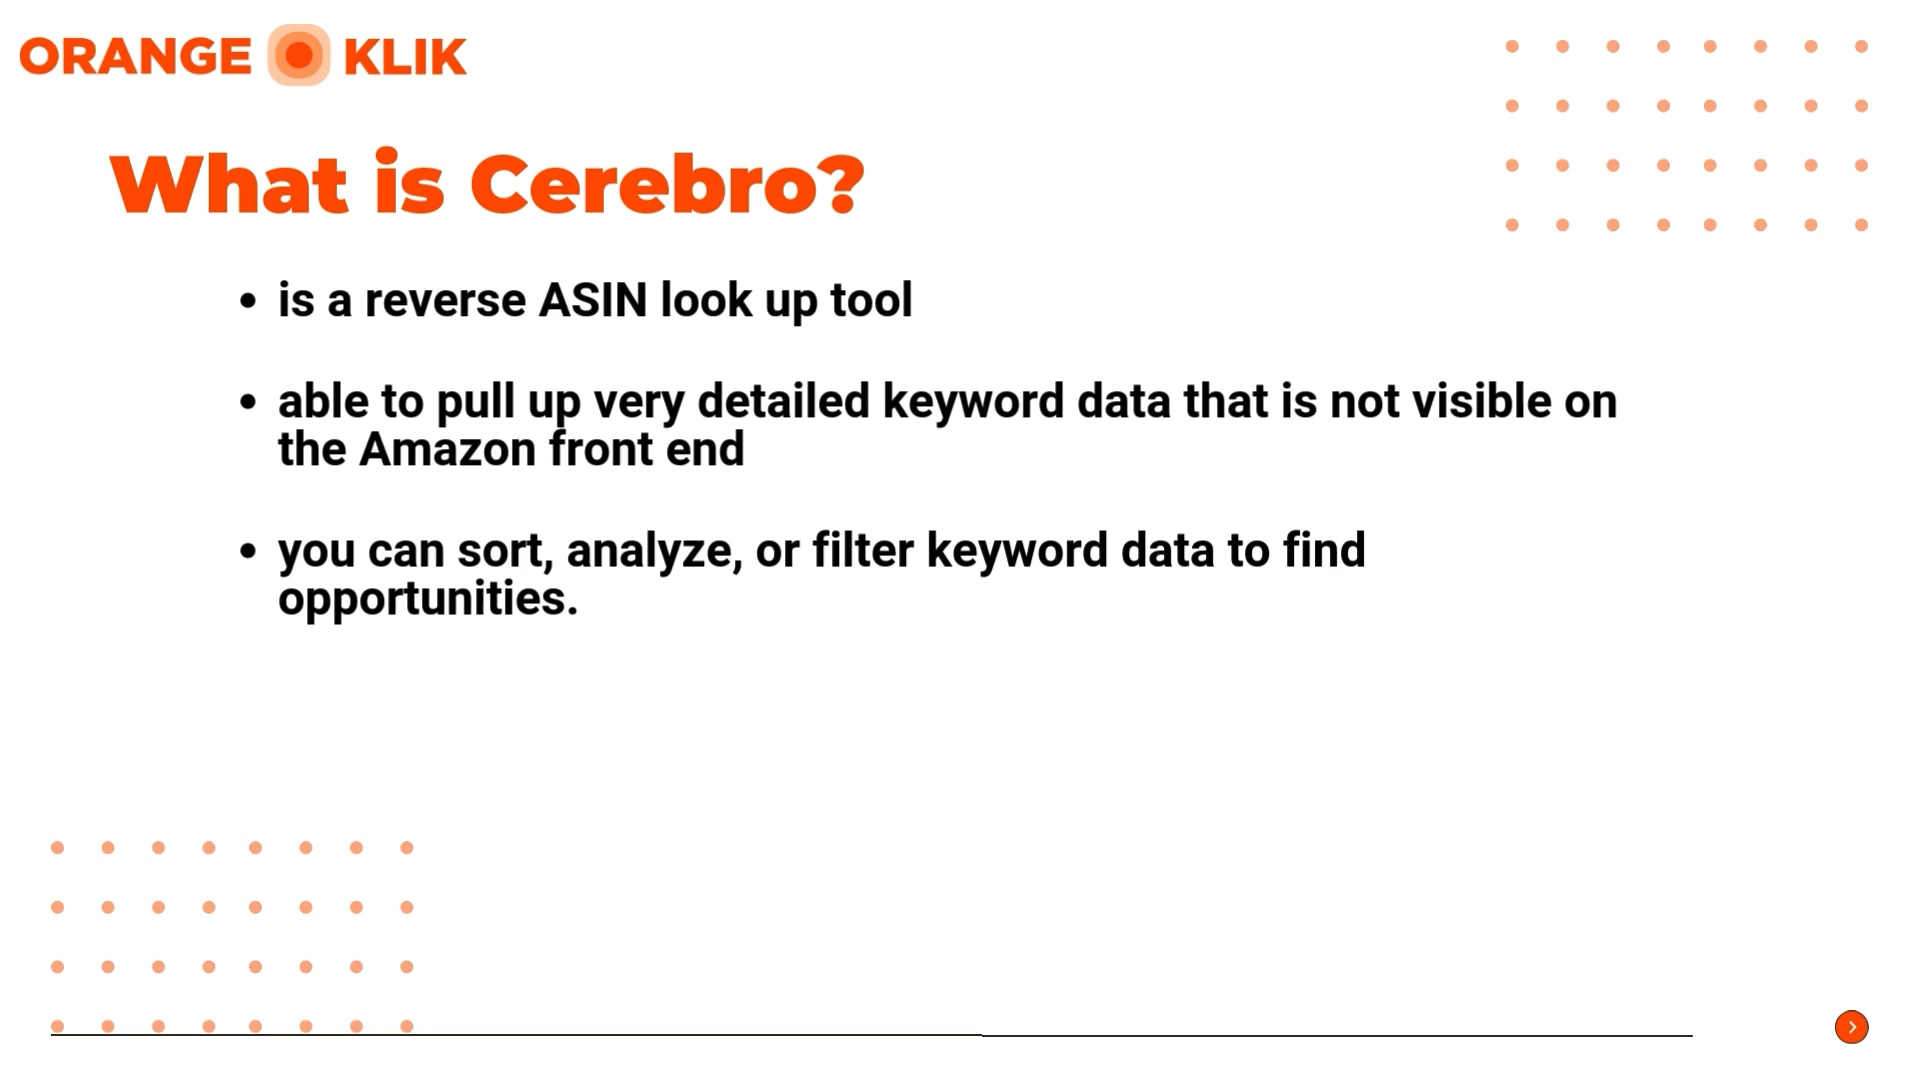 ORANGE KLIK
What is Cerebro?
• is a reverse ASIN look up tool
• able to pull up very detailed keyword data that is not visible on
the Amazon front end
• you can sort, analyze, or filter keyword data to find
opportunities.